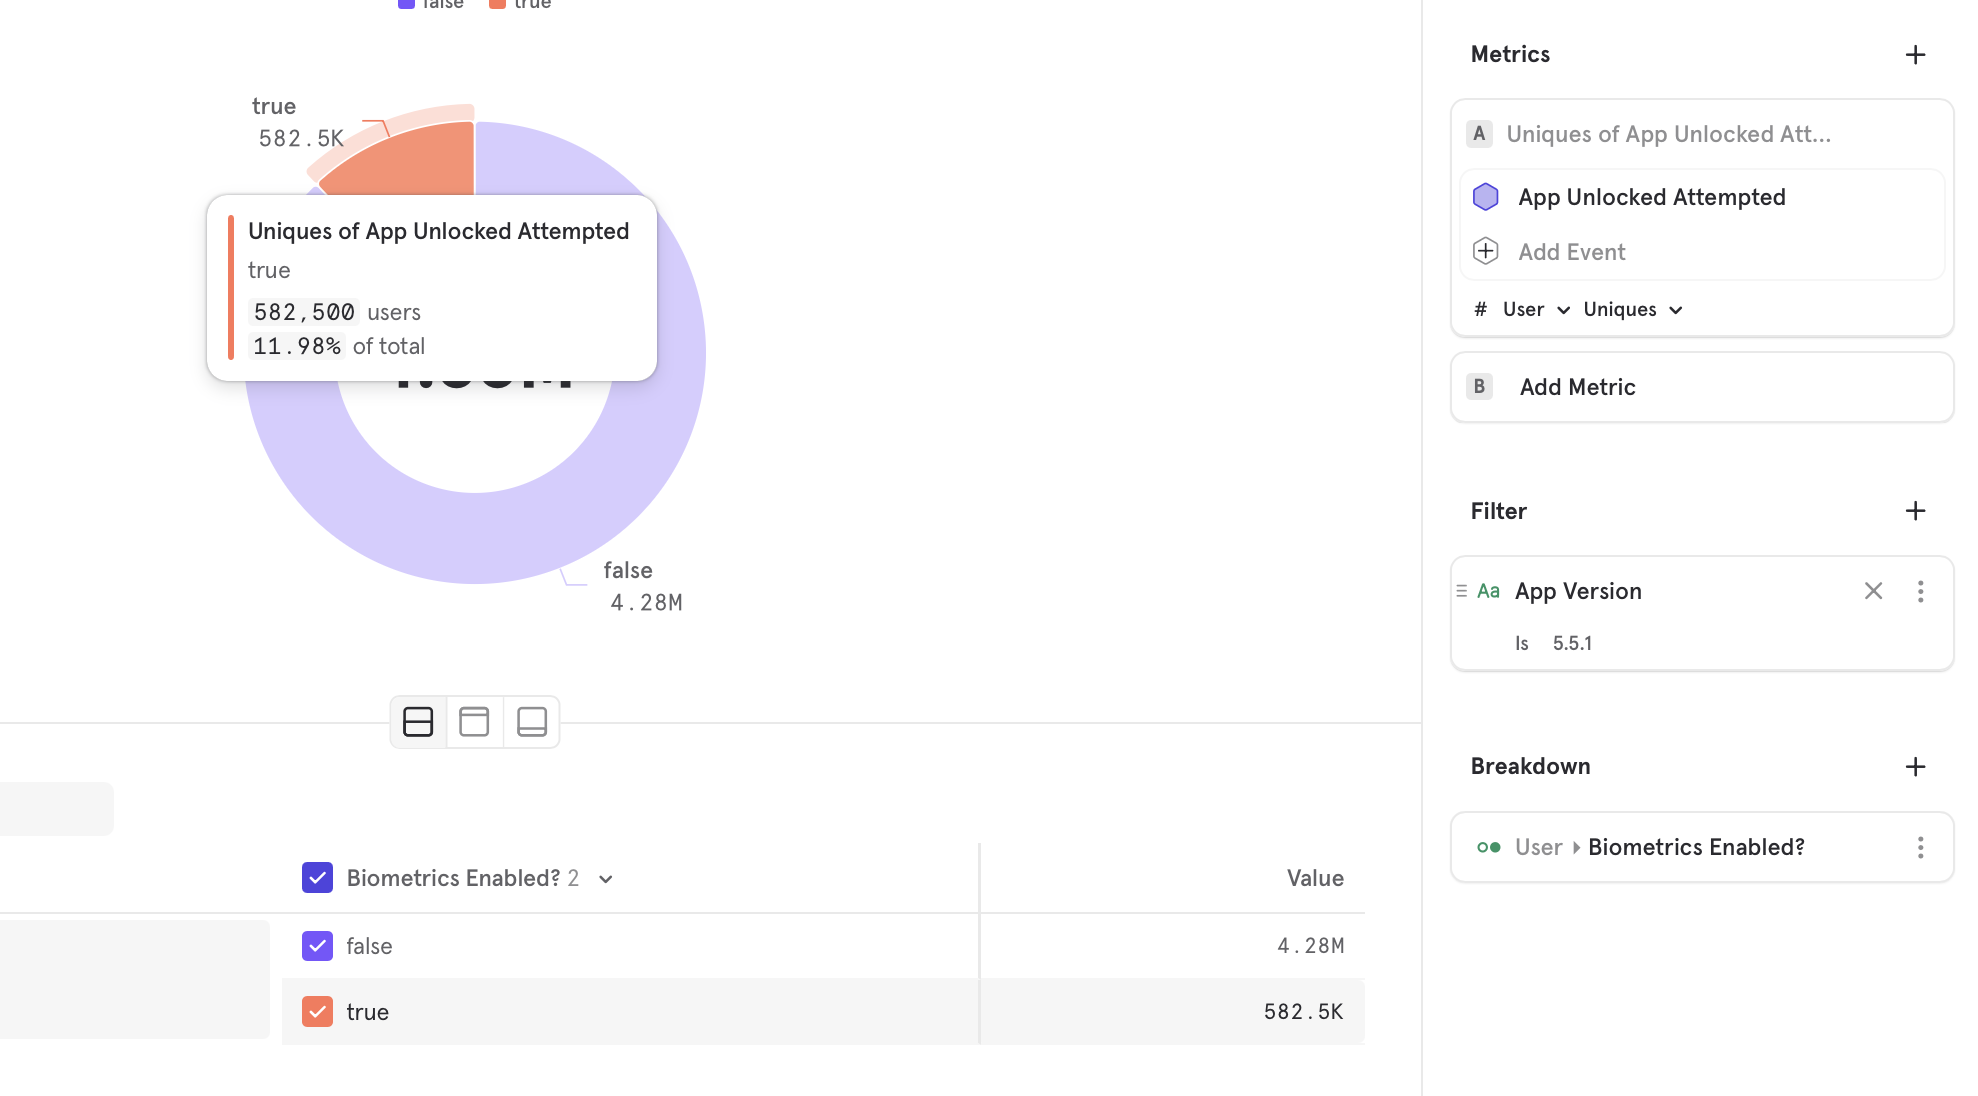 false true
true
582.5K
Uniques of App Unlocked Attempted
true
582,500 users
11.98% of total
false
4.28M
Biometrics Enabled? 2
Value
false
4.28M
true
582.5K
Metrics
A Uniques of App Unlocked Att...
App Unlocked Attempted
Add Event
# User Uniques
B Add Metric
Filter
Aa App Version
Is 5.5.1
Breakdown
User Biometrics Enabled?